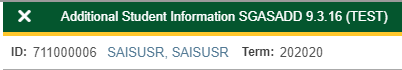 Additional Student Information SGASADD 9.3.16 (TEST)
ID: 711000006 SAISUSR, SAISUSR Term: 202020